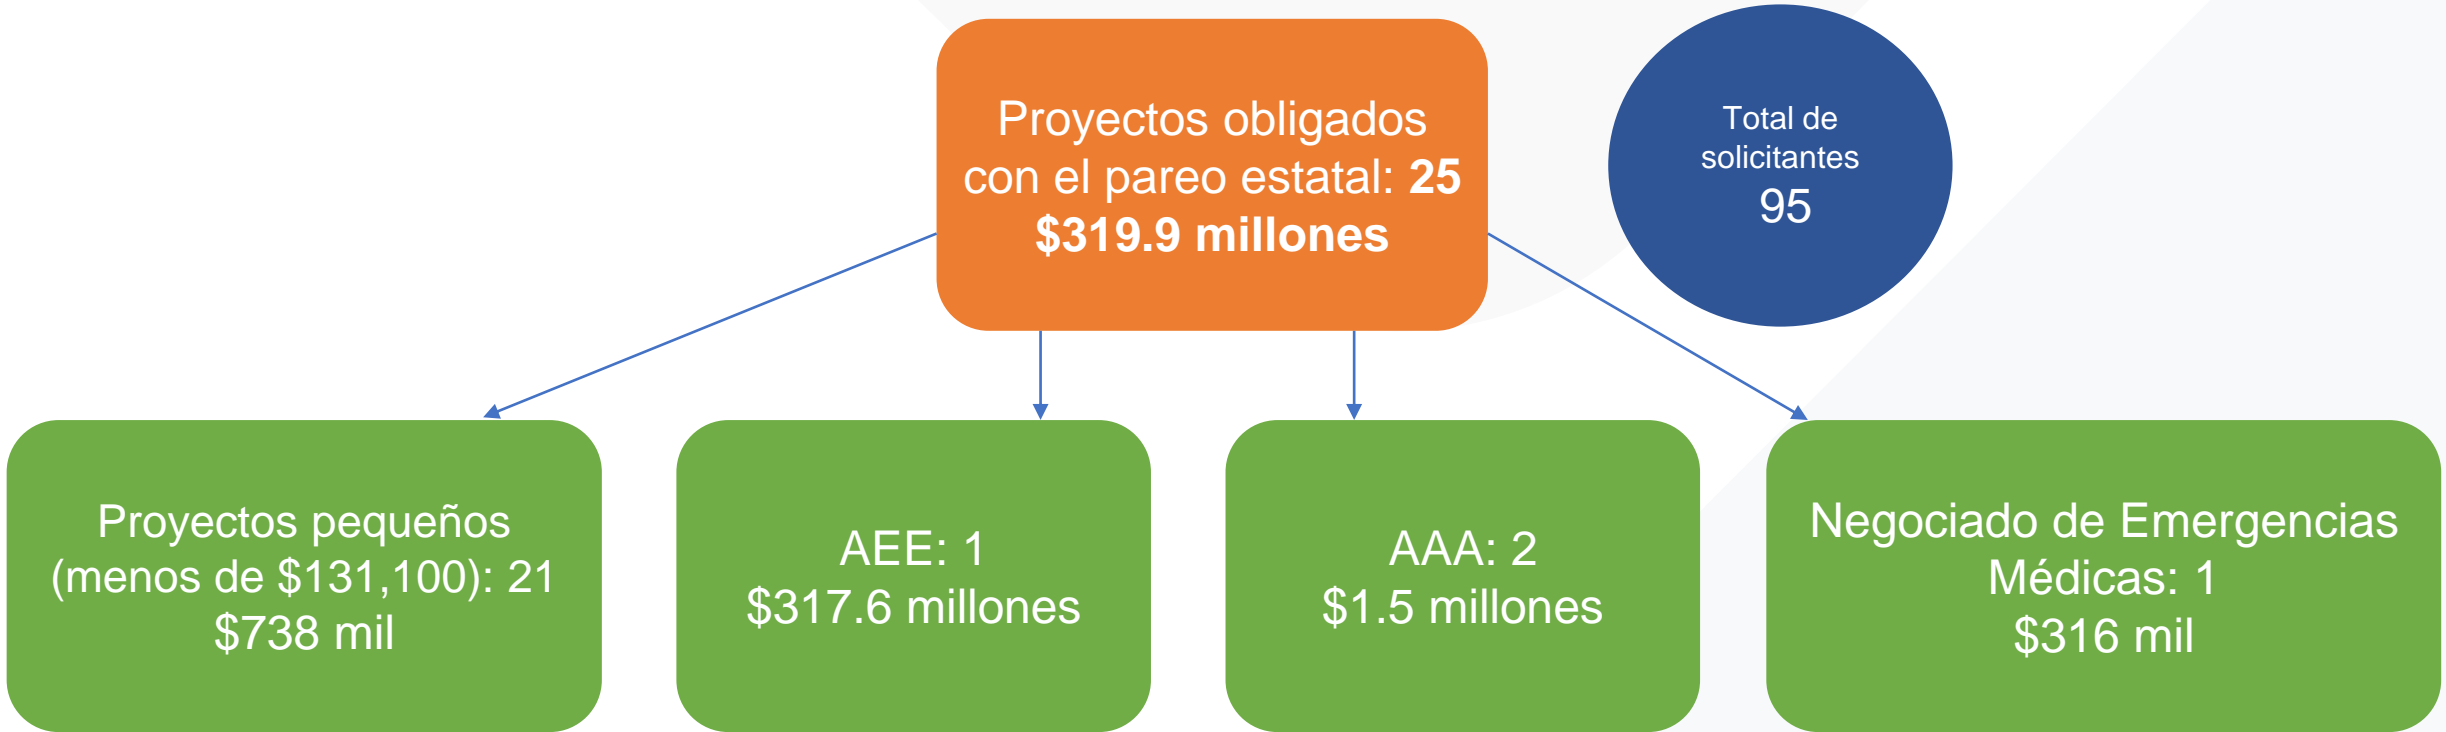 Proyectos obligados
con el pareo estatal: 25
$319.9 millones
Total de
solicitantes
95
Proyectos pequeños
(menos de $131,100): 21
$738 mil
AEE: 1
$317.6 millones
AAA: 2
$1.5 millones
Negociado de Emergencias
Médicas: 1
$316 mil